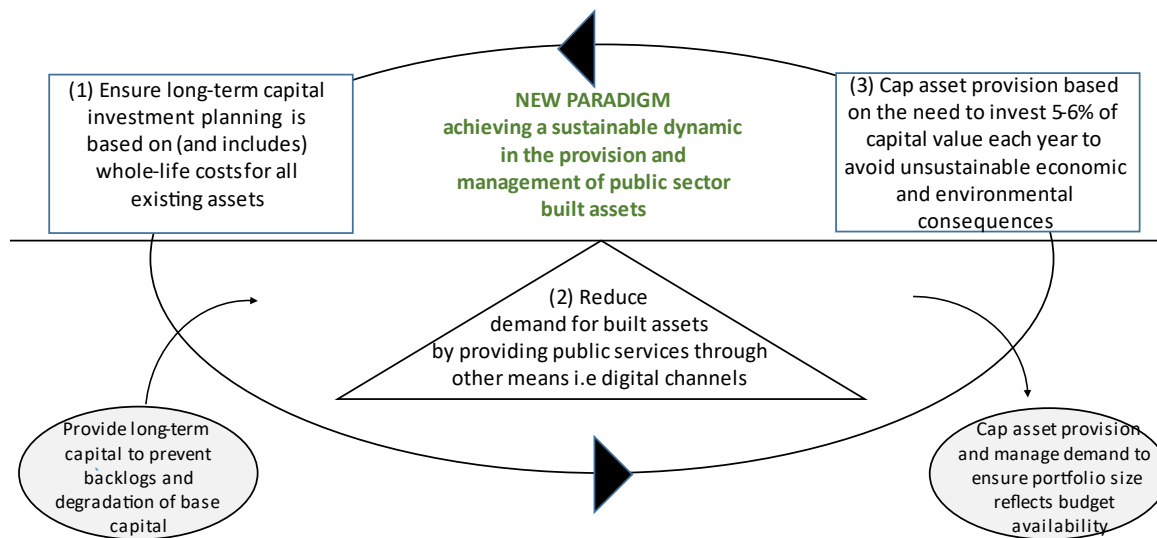 (1) Ensure long-term capital
investment planning is
based on (and includes)
whole-life costs for all
existing assets
NEW PARADIGM
achieving a sustainable dynamic
in the provision and
management of public sector
built assets
(3) Cap asset provision based
on the need to invest 5-6% of
capital value each year to
avoid unsustainable economic
and environmental
consequences
(2) Reduce
demand for built assets
by providing public services through
other means i.e digital channels
Provide long-term
capital to prevent
backlogs and
degradation of base
capital
Cap asset provision
and manage demand to
ensure portfolio size
reflects budget
availability